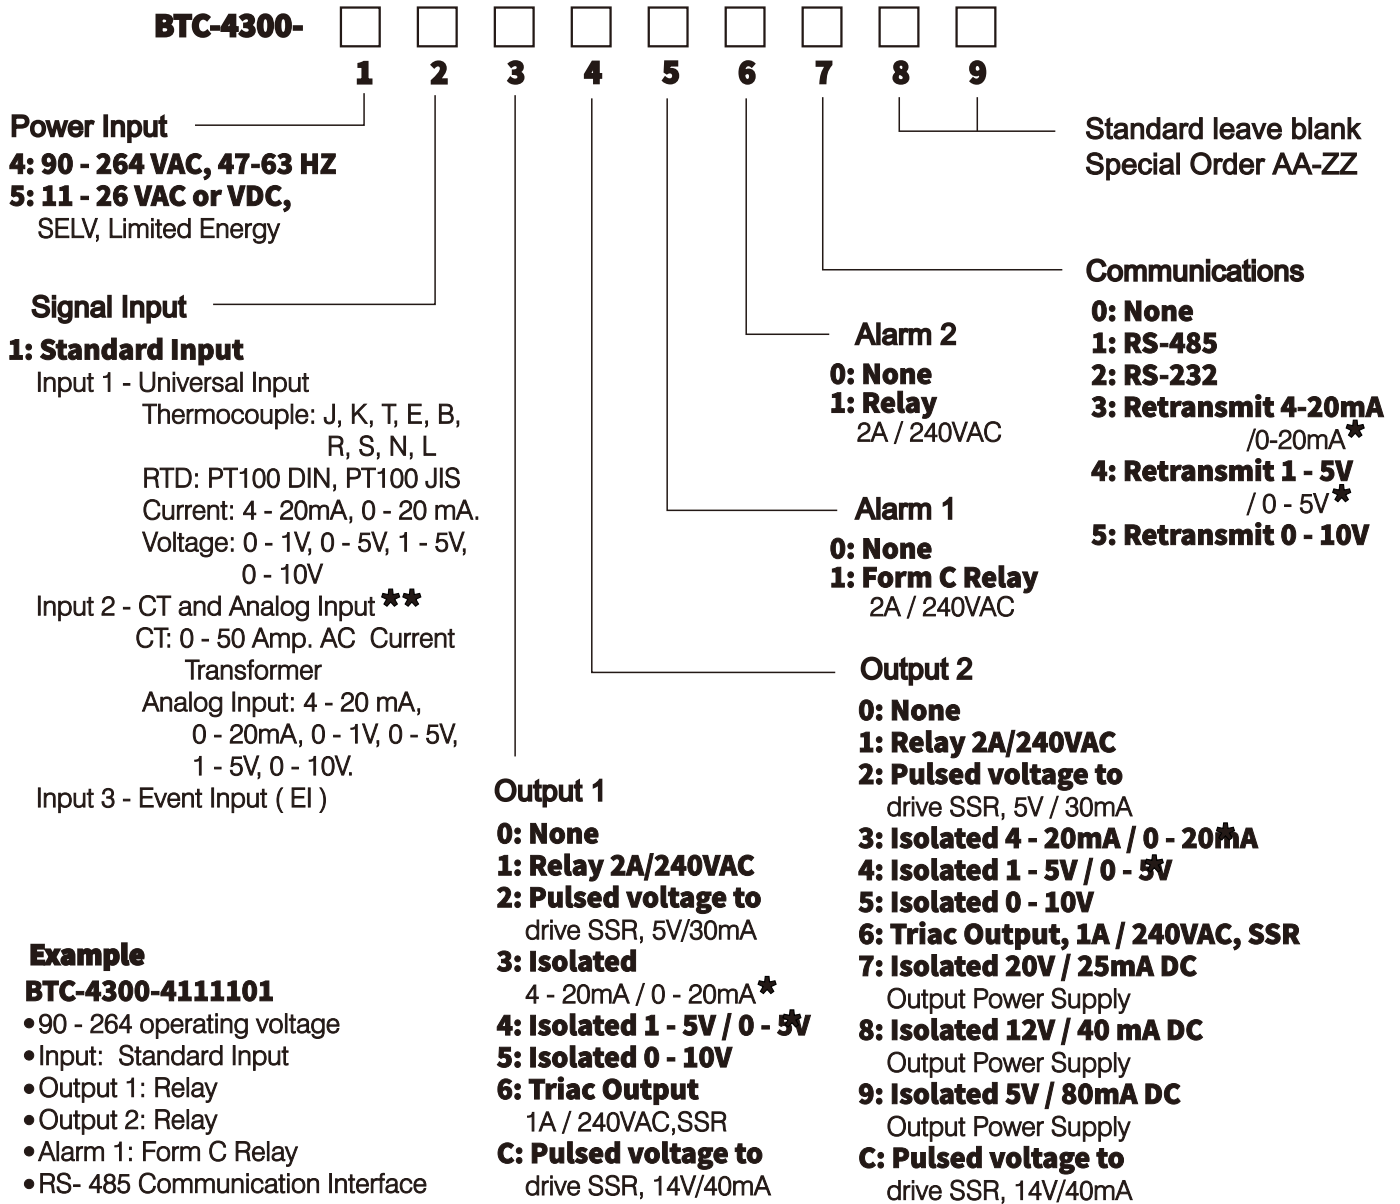 BTC-4300-
1 2 3 4 5 6 7 8 9
Power Input
4: 90 - 264 VAC, 47-63 HZ
5: 11 - 26 VAC or VDC,
SELV, Limited Energy
Signal Input
1: Standard Input
Input 1 - Universal Input
Thermocouple: J, K, T, E, B,
R, S, N, L
RTD: PT100 DIN, PT100 JIS
Current: 4 - 20mA, 0 - 20 mA.
Voltage: 0 - 1V, 0 - 5V, 1 - 5V,
0 - 10V
Input 2 - CT and Analog Input **
CT: 0 - 50 Amp. AC Current
Transformer
Analog Input: 4 - 20 mA,
0 - 20mA, 0 - 1V, 0 - 5V,
1 - 5V, 0 - 10V.
Input 3 - Event Input ( EI )
Example
BTC-4300-4111101
•90 - 264 operating voltage
•Input: Standard Input
•Output 1: Relay
•Output 2: Relay
•Alarm 1: Form C Relay
•RS- 485 Communication Interface
Output 1
0: None
1: Relay 2A/240VAC
2: Pulsed voltage to
drive SSR, 5V/30mA
3: Isolated
4 - 20mA / 0 - 20mA*
4: Isolated 1 - 5V / 0 - 5V*
5: Isolated 0 - 10V
6: Triac Output
1A / 240VAC,SSR
C: Pulsed voltage to
drive SSR, 14V/40mA
Output 2
0: None
1: Relay 2A/240VAC
2: Pulsed voltage to
drive SSR, 5V / 30mA
3: Isolated 4 - 20mA / 0 - 20mA*
4: Isolated 1 - 5V / 0 - 5V*
5: Isolated 0 - 10V
6: Triac Output, 1A / 240VAC, SSR
7: Isolated 20V / 25mA DC
Output Power Supply
8: Isolated 12V / 40 mA DC
Output Power Supply
9: Isolated 5V / 80mA DC
Output Power Supply
C: Pulsed voltage to
drive SSR, 14V/40mA
Alarm 1
0: None
1: Form C Relay
2A / 240VAC
Alarm 2
0: None
1: Relay
2A / 240VAC
Communications
0: None
1: RS-485
2: RS-232
3: Retransmit 4-20mA
/0-20mA*
4: Retransmit 1 - 5V
/ 0 - 5V*
5: Retransmit 0 - 10V
Standard leave blank
Special Order AA-ZZ